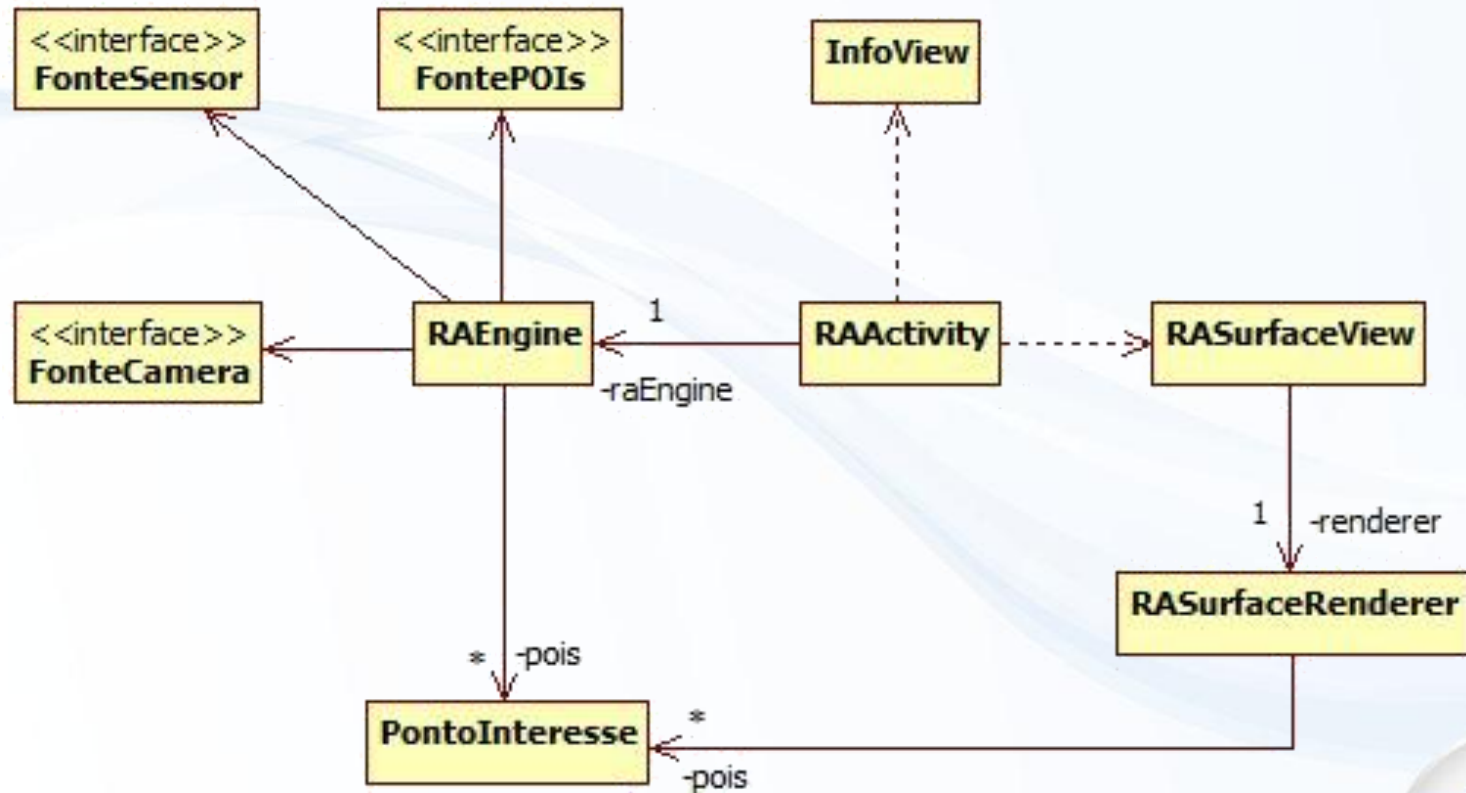 <<interface>>
FonteSensor
<<interface>>
FontePOIs
InfoView
<<interface>>
FonteCamera
RAEngine
1
-raEngine
RAActivity
RASurfaceView
1
-renderer
RASurfaceRenderer
*
-pois
PontoInteresse
*
-pois